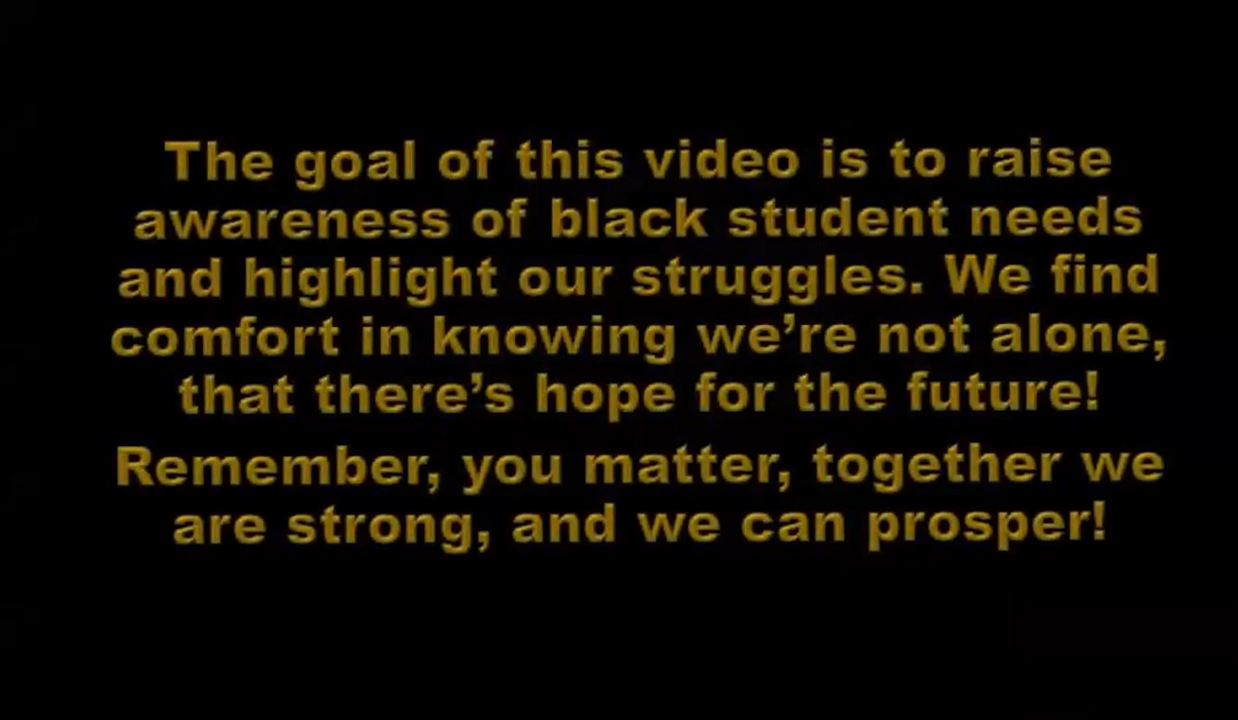 The goal of this video is to raise
awareness of black student needs
and highlight our struggles. We find
comfort in knowing we’re not alone,
that there’s hope for the future!
Remember, you matter, together we
are strong, and we can prosper!